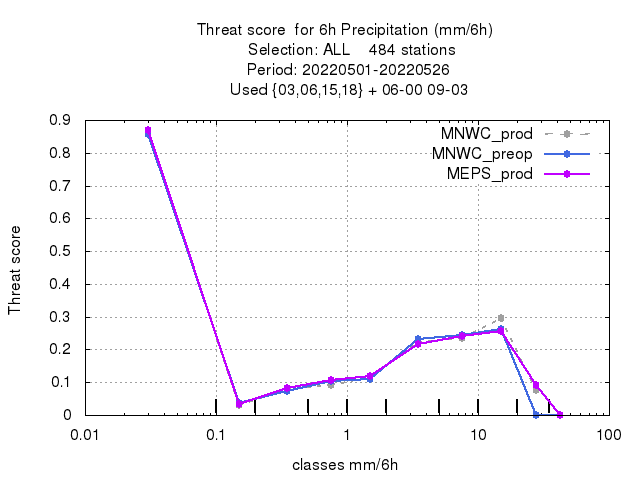 Threat score  for 6h Precipitation (mm/6h)
Selection: ALL    484 stations
Period: 20220501-20220526
Used {03,06,15,18} + 06-00 09-03
MNWC_prod
MNWC_preop
MEPS_prod
Threat score
0.9
0.8
0.7
0.6
0.5
0.4
0.3
0.2
0.1
0
0.01
0.1
1
10
100
classes mm/6h